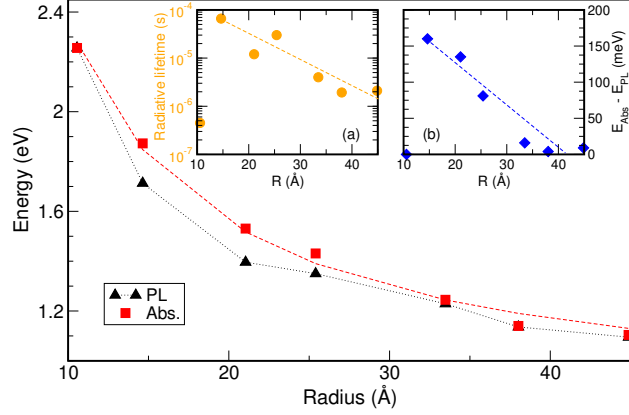 2.4
2
1.6
1.2
Energy (eV)
10
20
30
40
Radius (Å)
PL
Abs.
10^-4
10^-5
10^-6
10^-7
Radiative lifetime (s)
10
20
30
40
R (Å)
(a)
10
20
30
40
R (Å)
(b)
200
150
100
50
0
E_Abs - E_PL (meV)